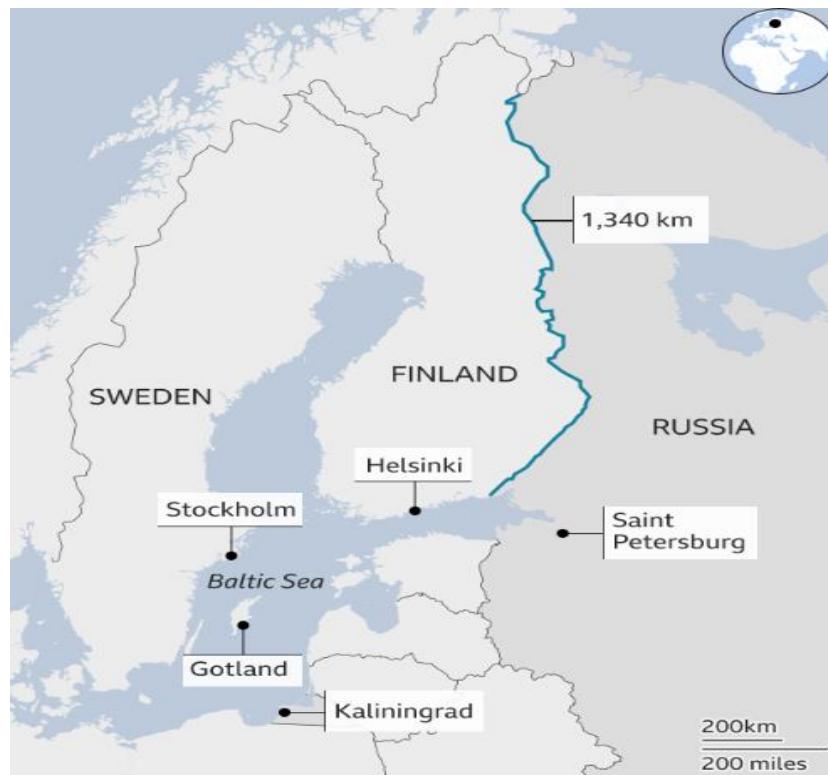 1,340 km
FINLAND
SWEDEN
RUSSIA
Helsinki
Stockholm
Saint
Petersburg
Baltic Sea
Gotland
Kaliningrad
200km
200 miles